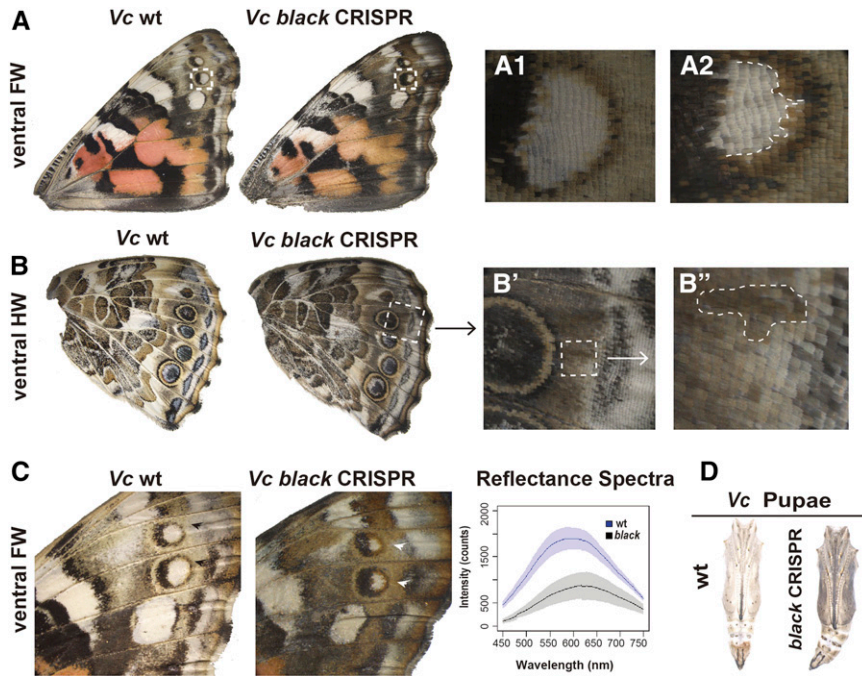 A
Vc wt
Vc black CRISPR
ventral FW
A1
A2
B
Vc wt
Vc black CRISPR
ventral HW
B'
B"
C
Vc wt
Vc black CRISPR
ventral FW
Reflectance Spectra
Intensity (counts)
2000
1500
500
0
wt
black
450 500 550 600 650 700 750
Wavelength (nm)
D
Vc Pupae
wt
black CRISPR